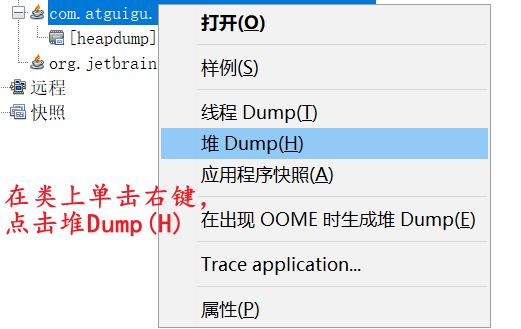 com.atguigu.
[heapdump]
org.jetbrain
远程
快照
打开(O)
样例(S)
线程 Dump(T)
堆 Dump(H)
应用程序快照(A)
在出现 OOME 时生成堆 Dump(E)
Trace application...
属性(P)
在类上单击右键，
点击堆Dump(H)